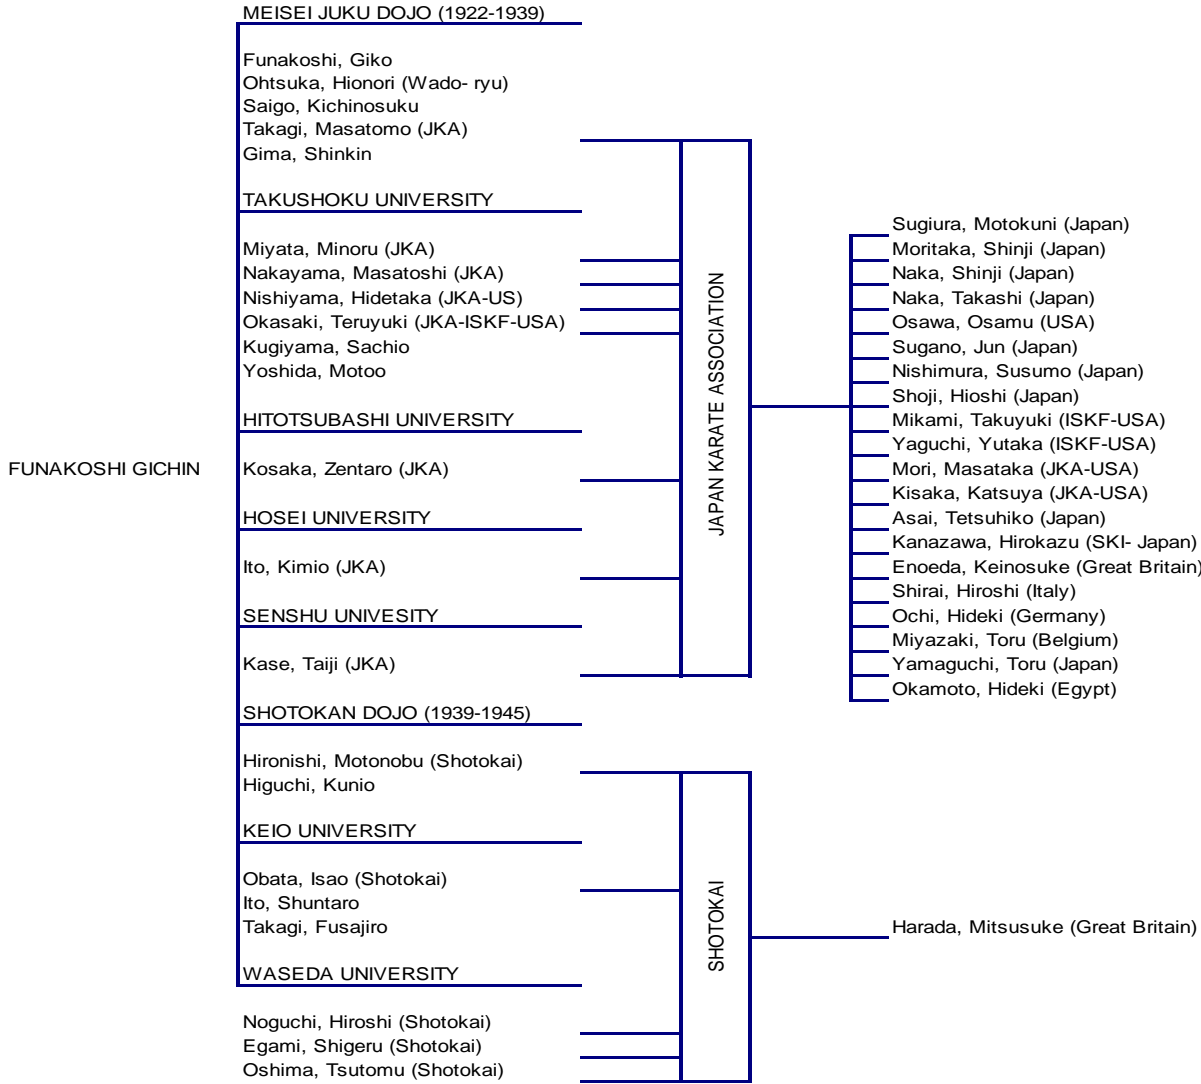 MEISEI JUKU DOJO (1922-1939)
Funakoshi, Giko
Ohtsuka, Hionori (Wado- ryu)
Saigo, Kichinosuku
Takagi, Masatomo (JKA)
Gima, Shinkin
TAKUSHOKU UNIVERSITY
Miyata, Minoru (JKA)
Nakayama, Masatoshi (JKA)
Nishiyama, Hidetaka (JKA-US)
Okasaki, Teruyuki (JKA-ISKF-USA)
Kugiyama, Sachio
Yoshida, Motoo
HITOTSUBASHI UNIVERSITY
FUNAKOSHI GICHIN
Kosaka, Zentaro (JKA)
HOSEI UNIVERSITY
Ito, Kimio (JKA)
SENSHU UNIVESITY
Kase, Taiji (JKA)
SHOTOKAN DOJO (1939-1945)
Hironishi, Motonobu (Shotokai)
Higuchi, Kunio
KEIO UNIVERSITY
Obata, Isao (Shotokai)
Ito, Shuntaro
Takagi, Fusajiro
WASEDA UNIVERSITY
Noguchi, Hiroshi (Shotokai)
Egami, Shigeru (Shotokai)
Oshima, Tsutomu (Shotokai)
JAPAN KARATE ASSOCIATION
SHOTOKAI
Sugiura, Motokuni (Japan)
Moritaka, Shinji (Japan)
Naka, Shinji (Japan)
Naka, Takashi (Japan)
Osawa, Osamu (USA)
Sugano, Jun (Japan)
Nishimura, Susumo (Japan)
Shoji, Hioshi (Japan)
Mikami, Takuyuki (ISKF-USA)
Yaguchi, Yutaka (ISKF-USA)
Mori, Masataka (JKA-USA)
Kisaka, Katsuya (JKA-USA)
Asai, Tetsuhiko (Japan)
Kanazawa, Hirokazu (SKI- Japan)
Enoeda, Keinosuke (Great Britain)
Shirai, Hiroshi (Italy)
Ochi, Hideki (Germany)
Miyazaki, Toru (Belgium)
Yamaguchi, Toru (Japan)
Okamoto, Hideki (Egypt)
Harada, Mitsusuke (Great Britain)